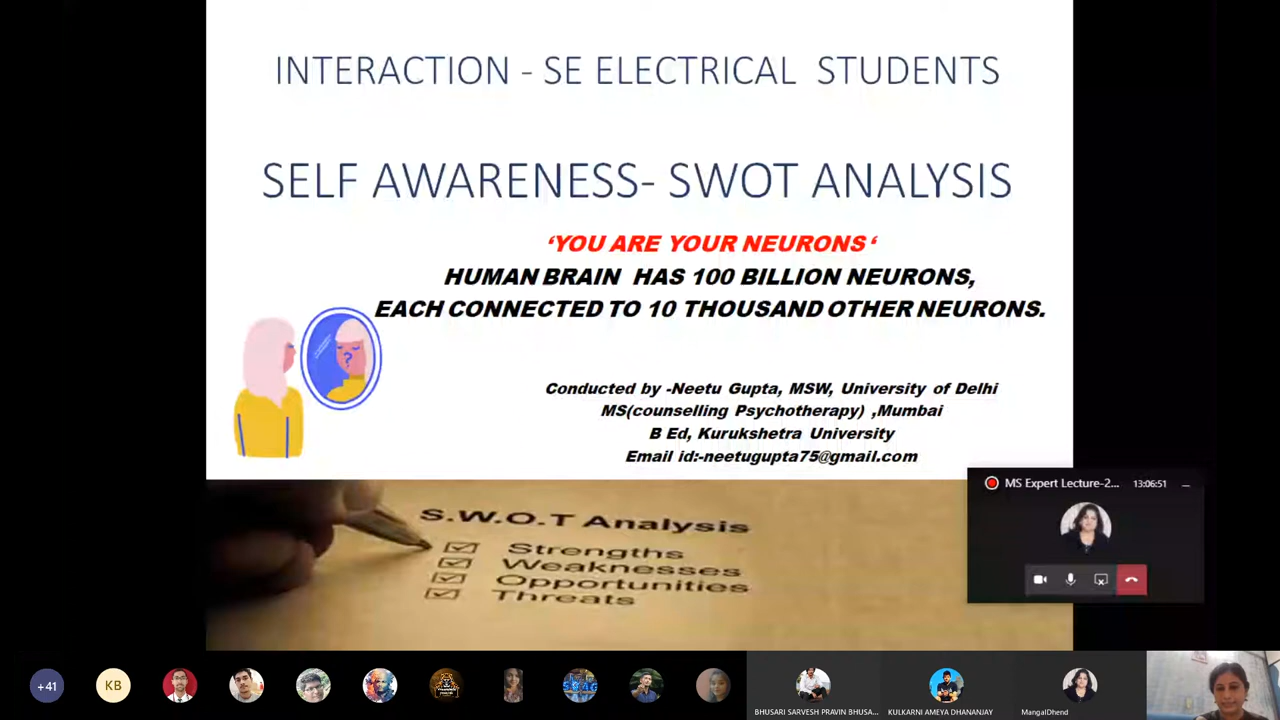 INTERACTION - SE ELECTRICAL STUDENTS
SELF AWARENESS- SWOT ANALYSIS
‘YOU ARE YOUR NEURONS‘
HUMAN BRAIN HAS 100 BILLION NEURONS,
EACH CONNECTED TO 10 THOUSAND OTHER NEURONS.
?
Conducted by -Neetu Gupta, MSW, University of Delhi
MS(counselling Psychotherapy) ,Mumbai
B Ed, Kurukshetra University
Email id:-neetugupta75@gmail.com
S.W.O.T Analysis
Strengths
Weaknesses
Opportunities
Threats
MS Expert Lecture-2... 13:06:51
+41
KB
BHUSARI SARVESH PRAVIN BHUSA...
KULKARNI AMEYA DHANANJAY
MangalDhend